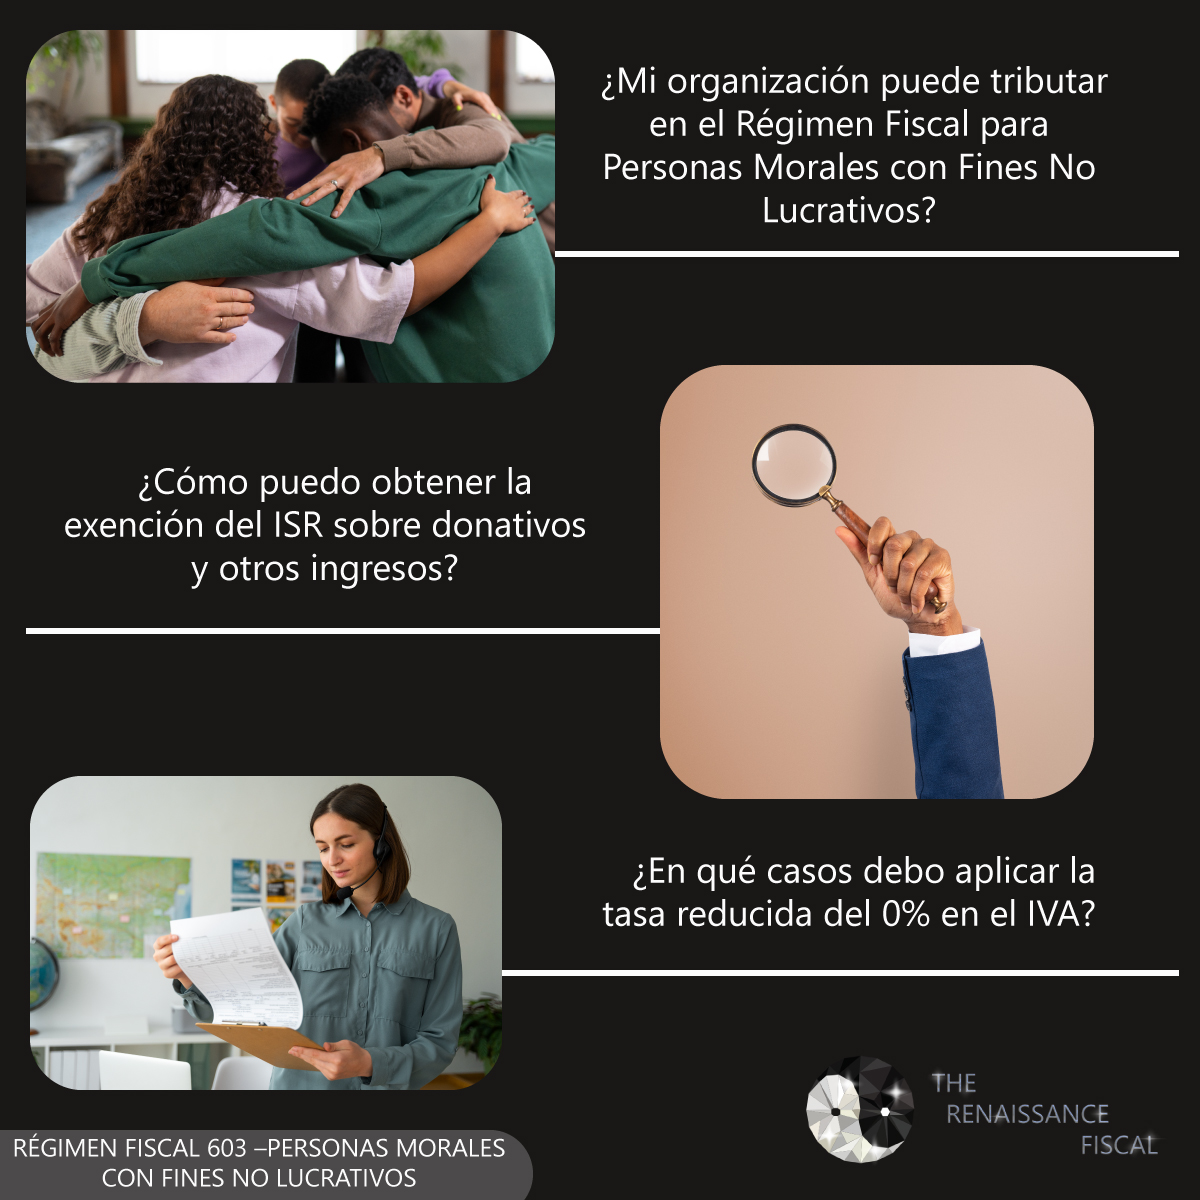 ¿Mi organización puede tributar
en el Régimen Fiscal para
Personas Morales con Fines No
Lucrativos?
¿Cómo puedo obtener la
exención del ISR sobre donativos
y otros ingresos?
¿En qué casos debo aplicar la
tasa reducida del 0% en el IVA?
THE
RENAISSANCE
FISCAL
RÉGIMEN FISCAL 603 –PERSONAS MORALES
CON FINES NO LUCRATIVOS